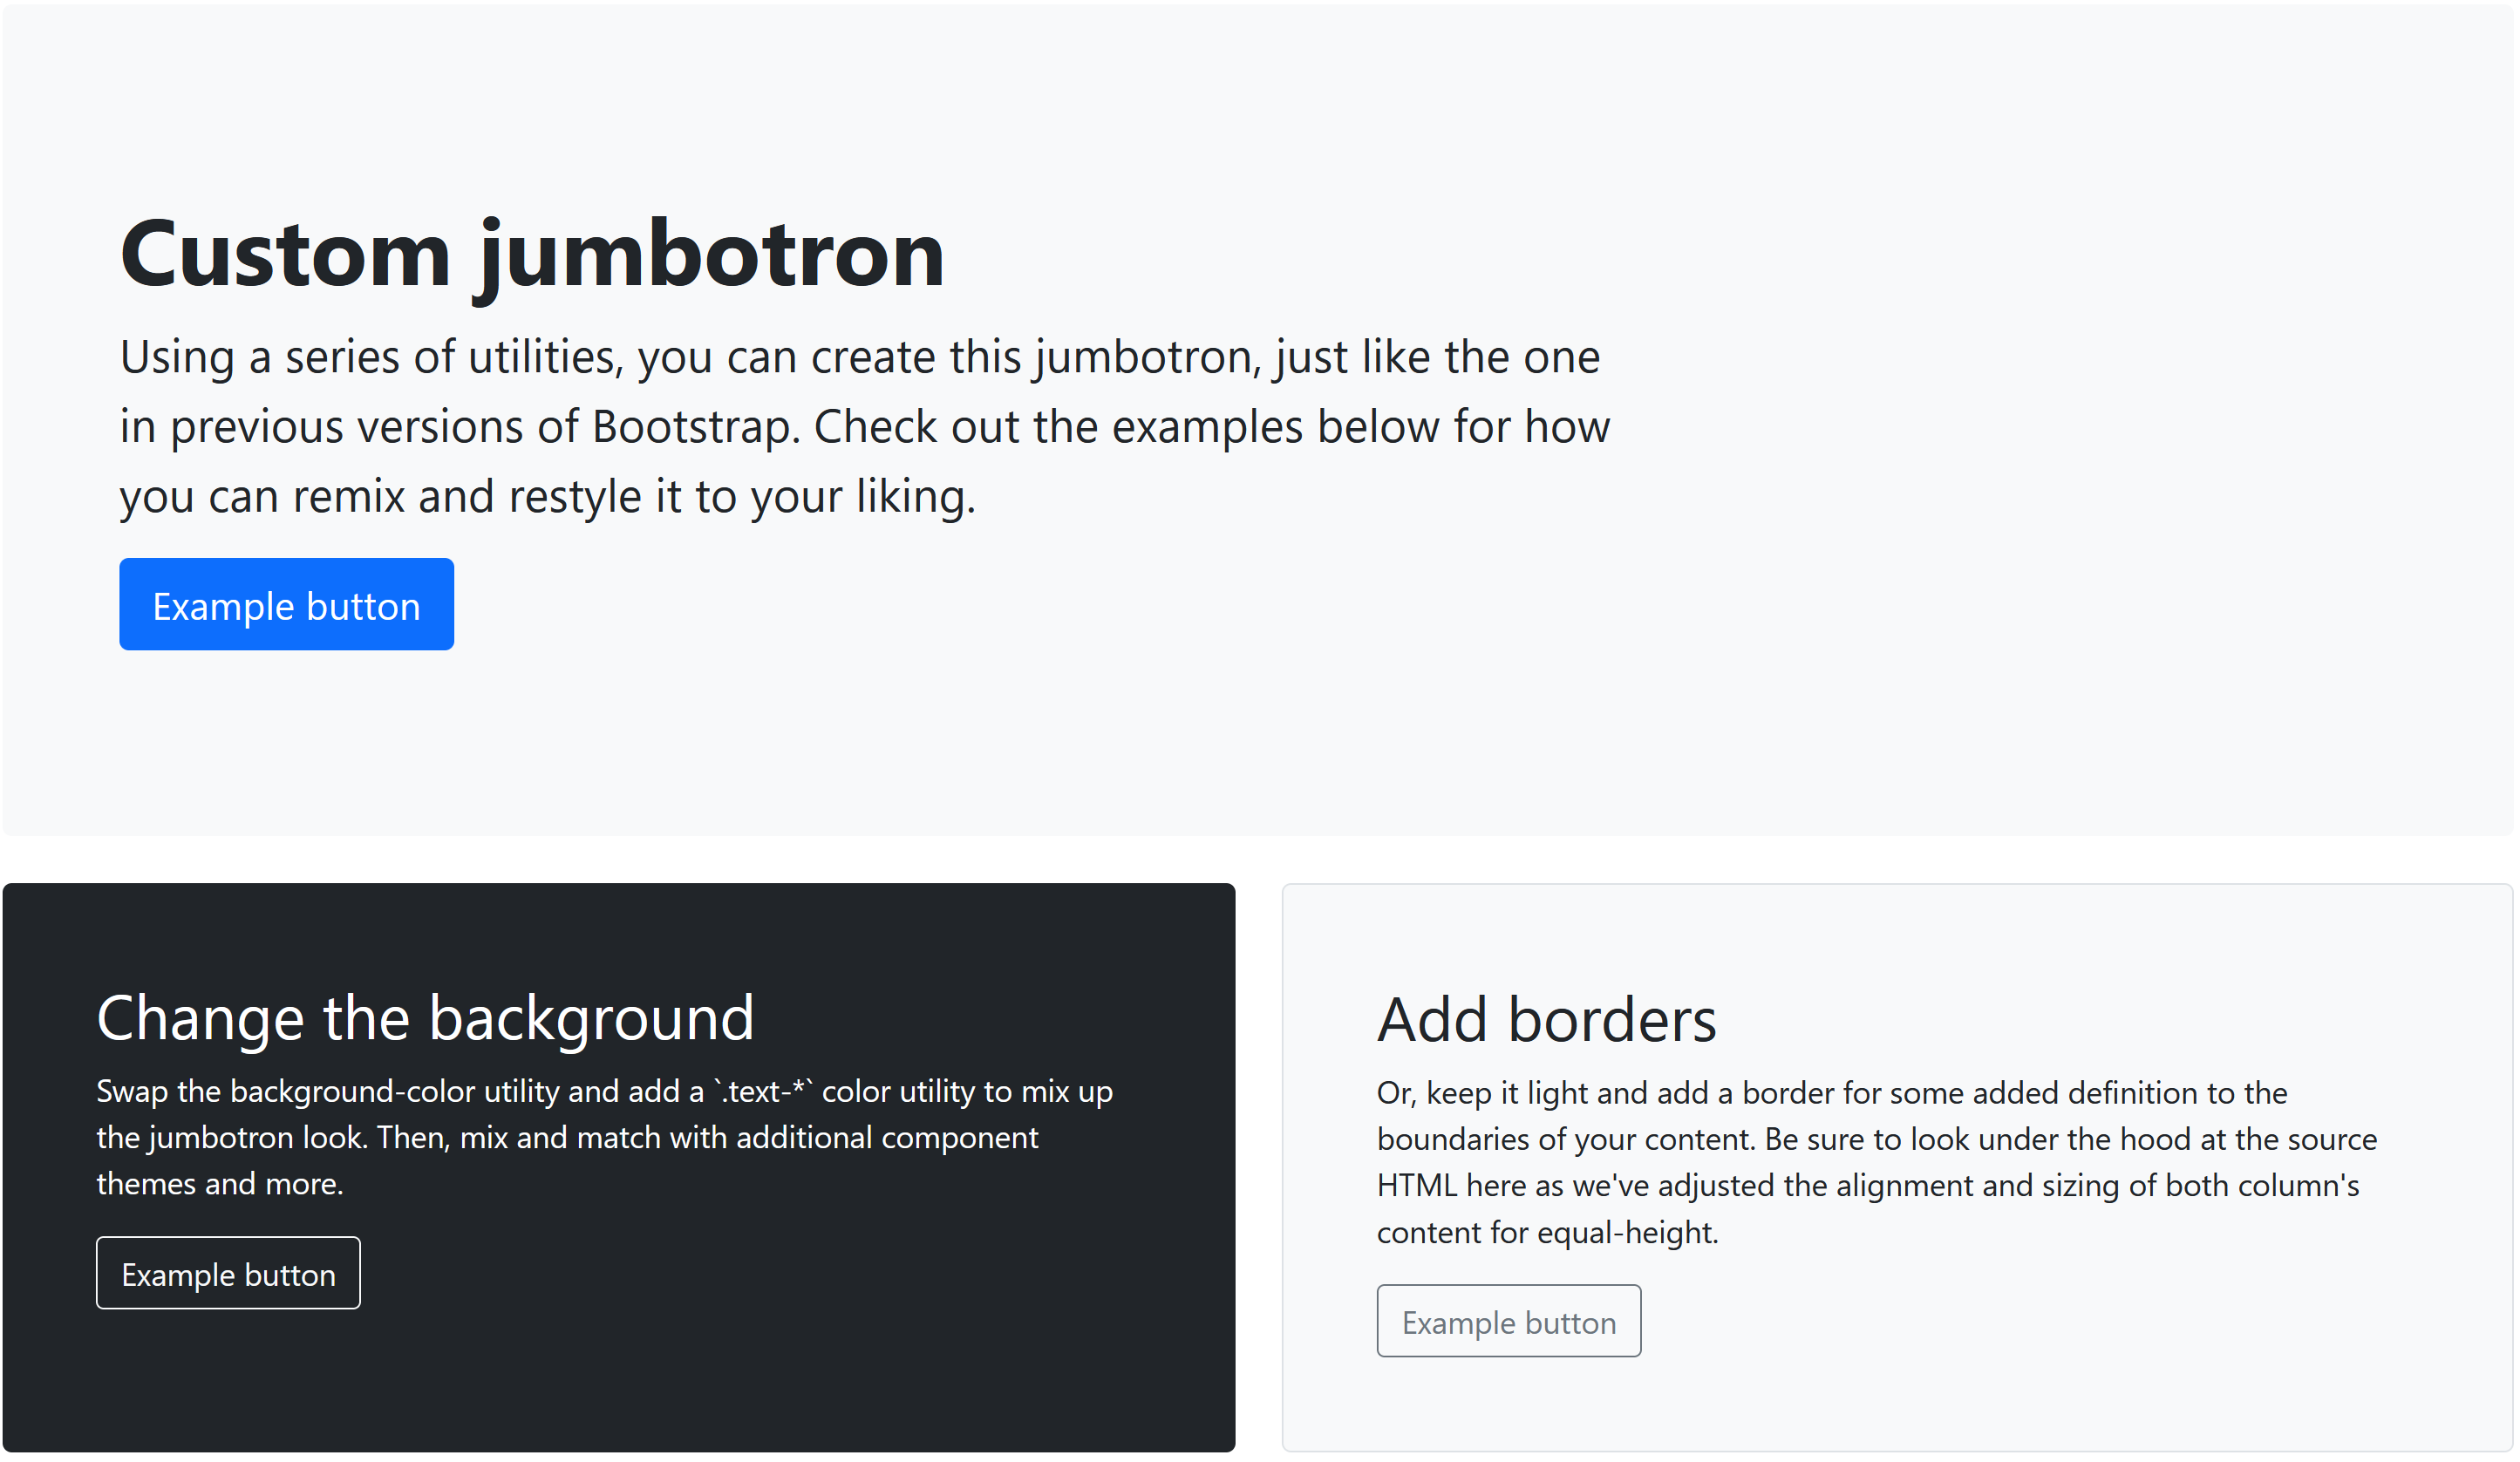 Custom jumbotron
Using a series of utilities, you can create this jumbotron, just like the one
in previous versions of Bootstrap. Check out the examples below for how
you can remix and restyle it to your liking.
Example button
Change the background
Swap the background-color utility and add a `.text-*` color utility to mix up
the jumbotron look. Then, mix and match with additional component
themes and more.
Example button
Add borders
Or, keep it light and add a border for some added definition to the
boundaries of your content. Be sure to look under the hood at the source
HTML here as we've adjusted the alignment and sizing of both column's
content for equal-height.
Example button